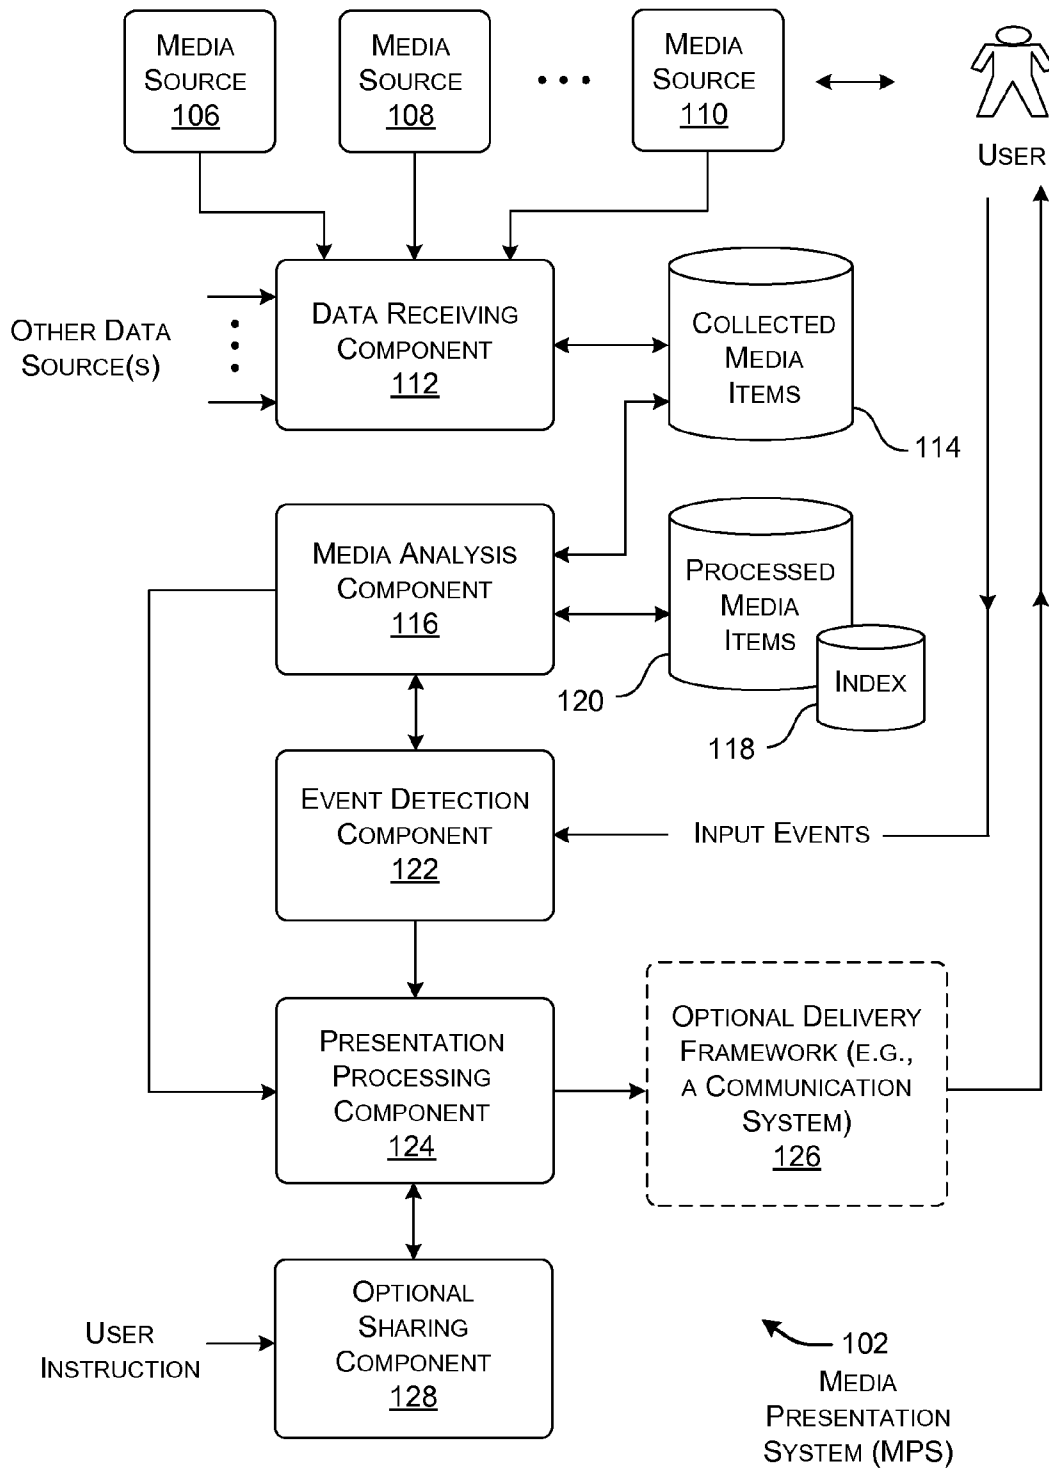 MEDIA
SOURCE
106
MEDIA
SOURCE
108
• • •
MEDIA
SOURCE
110
USER
OTHER DATA
SOURCE(S)
DATA RECEIVING
COMPONENT
112
COLLECTED
MEDIA
ITEMS
114
MEDIA ANALYSIS
COMPONENT
116
PROCESSED
MEDIA
ITEMS
120
INDEX
118
EVENT DETECTION
COMPONENT
122
INPUT EVENTS
PRESENTATION
PROCESSING
COMPONENT
124
OPTIONAL DELIVERY
FRAMEWORK (E.G.,
A COMMUNICATION
SYSTEM)
126
USER
INSTRUCTION
OPTIONAL
SHARING
COMPONENT
128
102
MEDIA
PRESENTATION
SYSTEM (MPS)